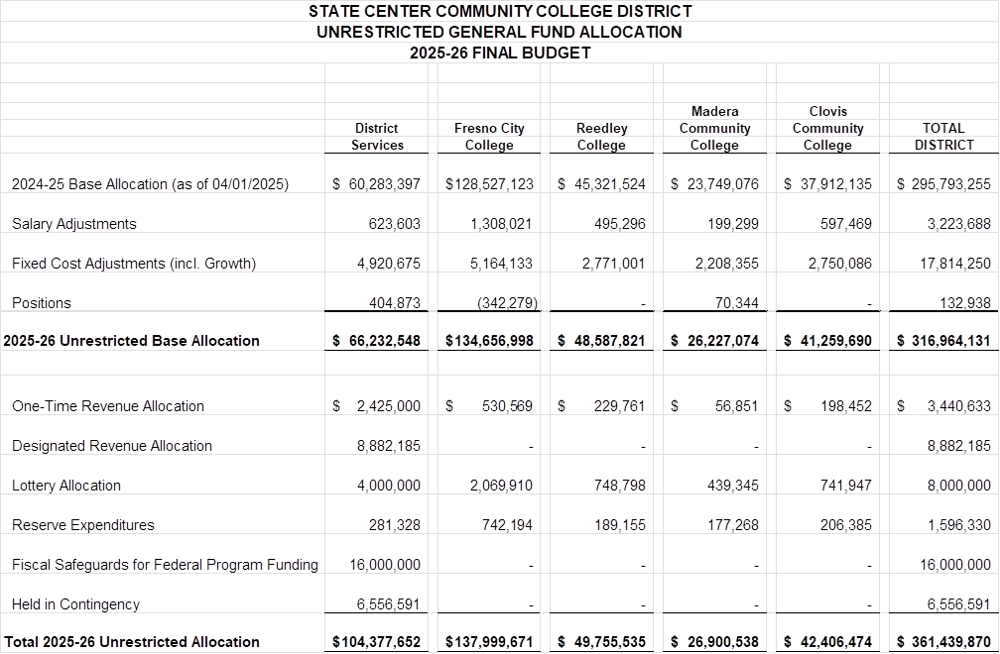 STATE CENTER COMMUNITY COLLEGE DISTRICT
UNRESTRICTED GENERAL FUND ALLOCATION
2025-26 FINAL BUDGET
Madera Clovis
District Fresno City Reedley Community Community TOTAL
Services College College College College DISTRICT
2024-25 Base Allocation (as of 04/01/2025) $ 60,283,397 $128,527,123 $ 45,321,524 $ 23,749,076 $ 37,912,135 $ 295,793,255
Salary Adjustments 623,603 1,308,021 495,296 199,299 597,469 3,223,688
Fixed Cost Adjustments (incl. Growth) 4,920,675 5,164,133 2,771,001 2,208,355 2,750,086 17,814,250
Positions 404,873 (342,279) - 70,344 - 132,938
2025-26 Unrestricted Base Allocation $ 66,232,548 $134,656,998 $ 48,587,821 $ 26,227,074 $ 41,259,690 $ 316,964,131
One-Time Revenue Allocation $ 2,425,000 $ 530,569 $ 229,761 $ 56,851 $ 198,452 $ 3,440,633
Designated Revenue Allocation 8,882,185 - - - - 8,882,185
Lottery Allocation 4,000,000 2,069,910 748,798 439,345 741,947 8,000,000
Reserve Expenditures 281,328 742,194 189,155 177,268 206,385 1,596,330
Fiscal Safeguards for Federal Program Funding 16,000,000 - - - - 16,000,000
Held in Contingency 6,556,591 - - - - 6,556,591
Total 2025-26 Unrestricted Allocation $104,377,652 $137,999,671 $ 49,755,535 $ 26,900,538 $ 42,406,474 $ 361,439,870